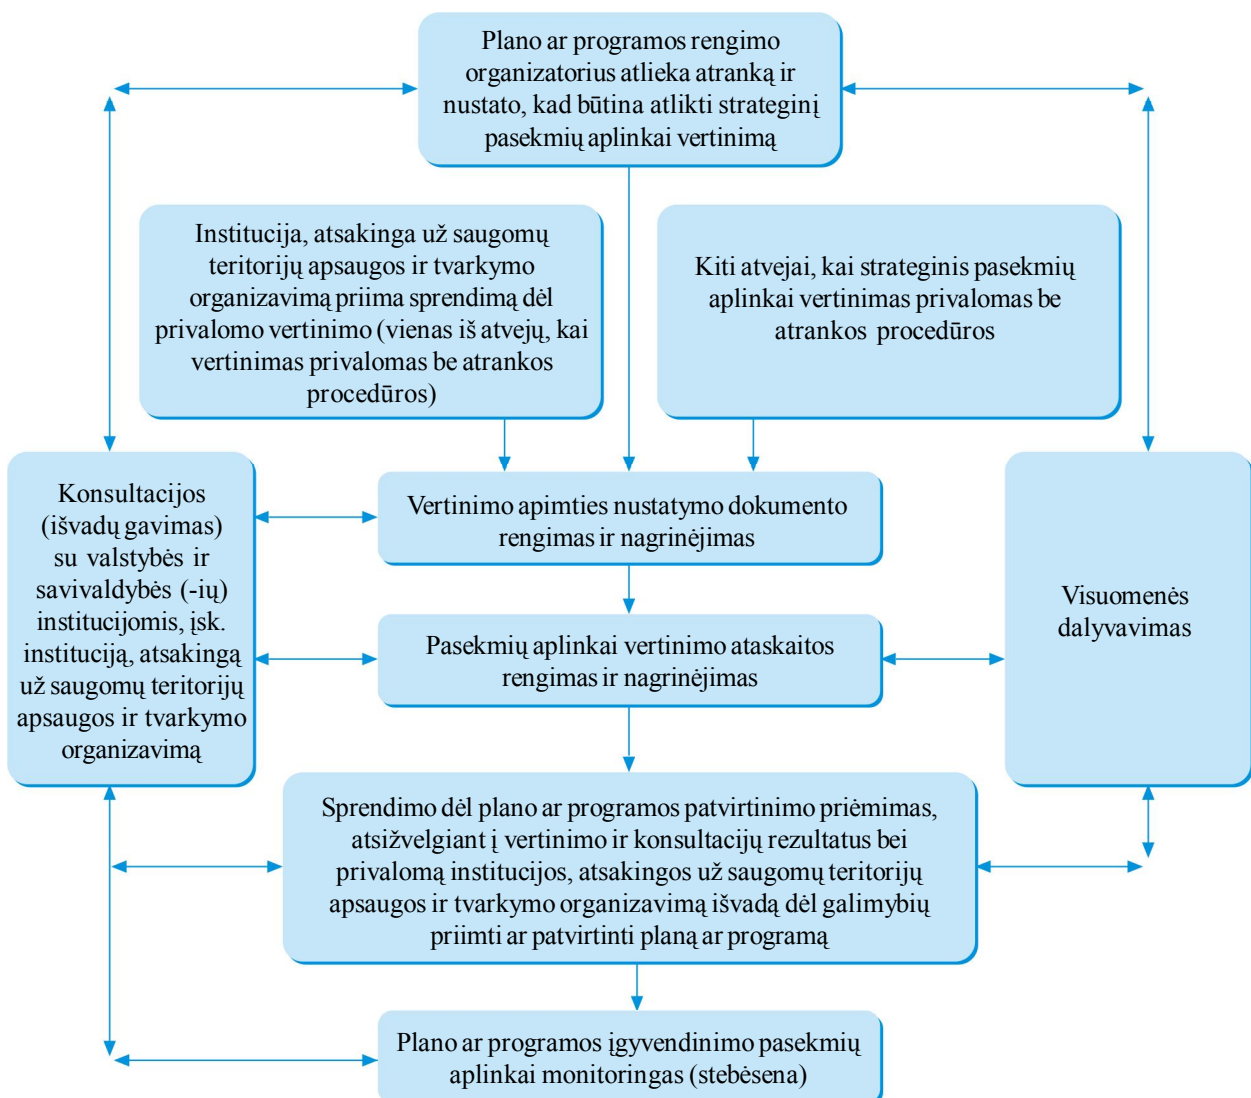 Plano ar programos rengimo
organizatorius atlieka atranką ir
nustato, kad būtina atlikti strateginį
pasekmių aplinkai vertinimą
Institucija, atsakinga už saugomų
teritorijų apsaugos ir tvarkymo
organizavimą priima sprendimą dėl
privalomo vertinimo (vienas iš atvejų, kai
vertinimas privalomas be atrankos
procedūros)
Kiti atvejai, kai strateginis pasekmių
aplinkai vertinimas privalomas be
atrankos procedūros
Konsultacijos
(išvadų gavimas)
su valstybės ir
savivaldybės (-ių)
institucijomis, įsk.
instituciją, atsakingą
už saugomų teritorijų
apsaugos ir tvarkymo
organizavimą
Vertinimo apimties nustatymo dokumento
rengimas ir nagrinėjimas
Pasekmių aplinkai vertinimo ataskaitos
rengimas ir nagrinėjimas
Visuomenės
dalyvavimas
Sprendimo dėl plano ar programos patvirtinimo priėmimas,
atsižvelgiant į vertinimo ir konsultacijų rezultatus bei
privalomą institucijos, atsakingos už saugomų teritorijų
apsaugos ir tvarkymo organizavimą išvadą dėl galimybių
priimti ar patvirtinti planą ar programą
Plano ar programos įgyvendinimo pasekmių
aplinkai monitoringas (stebėsena)